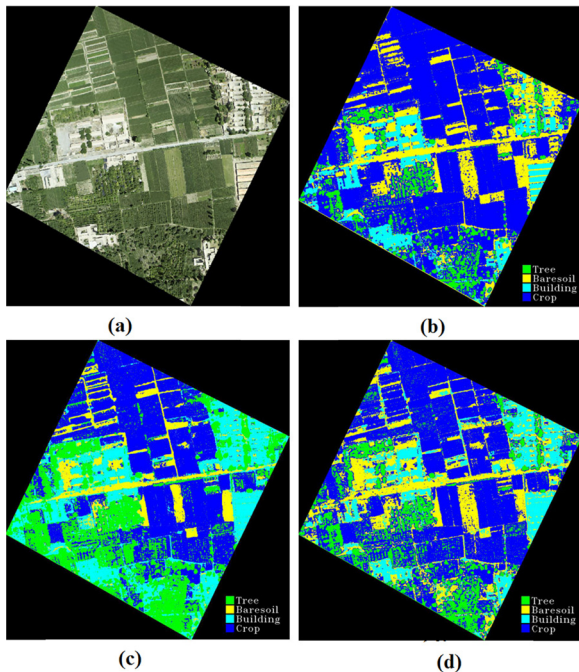 (a)
Tree
Baresoil
Building
Crop
(b)
Tree
Baresoil
Building
Crop
(c)
Tree
Baresoil
Building
Crop
(d)